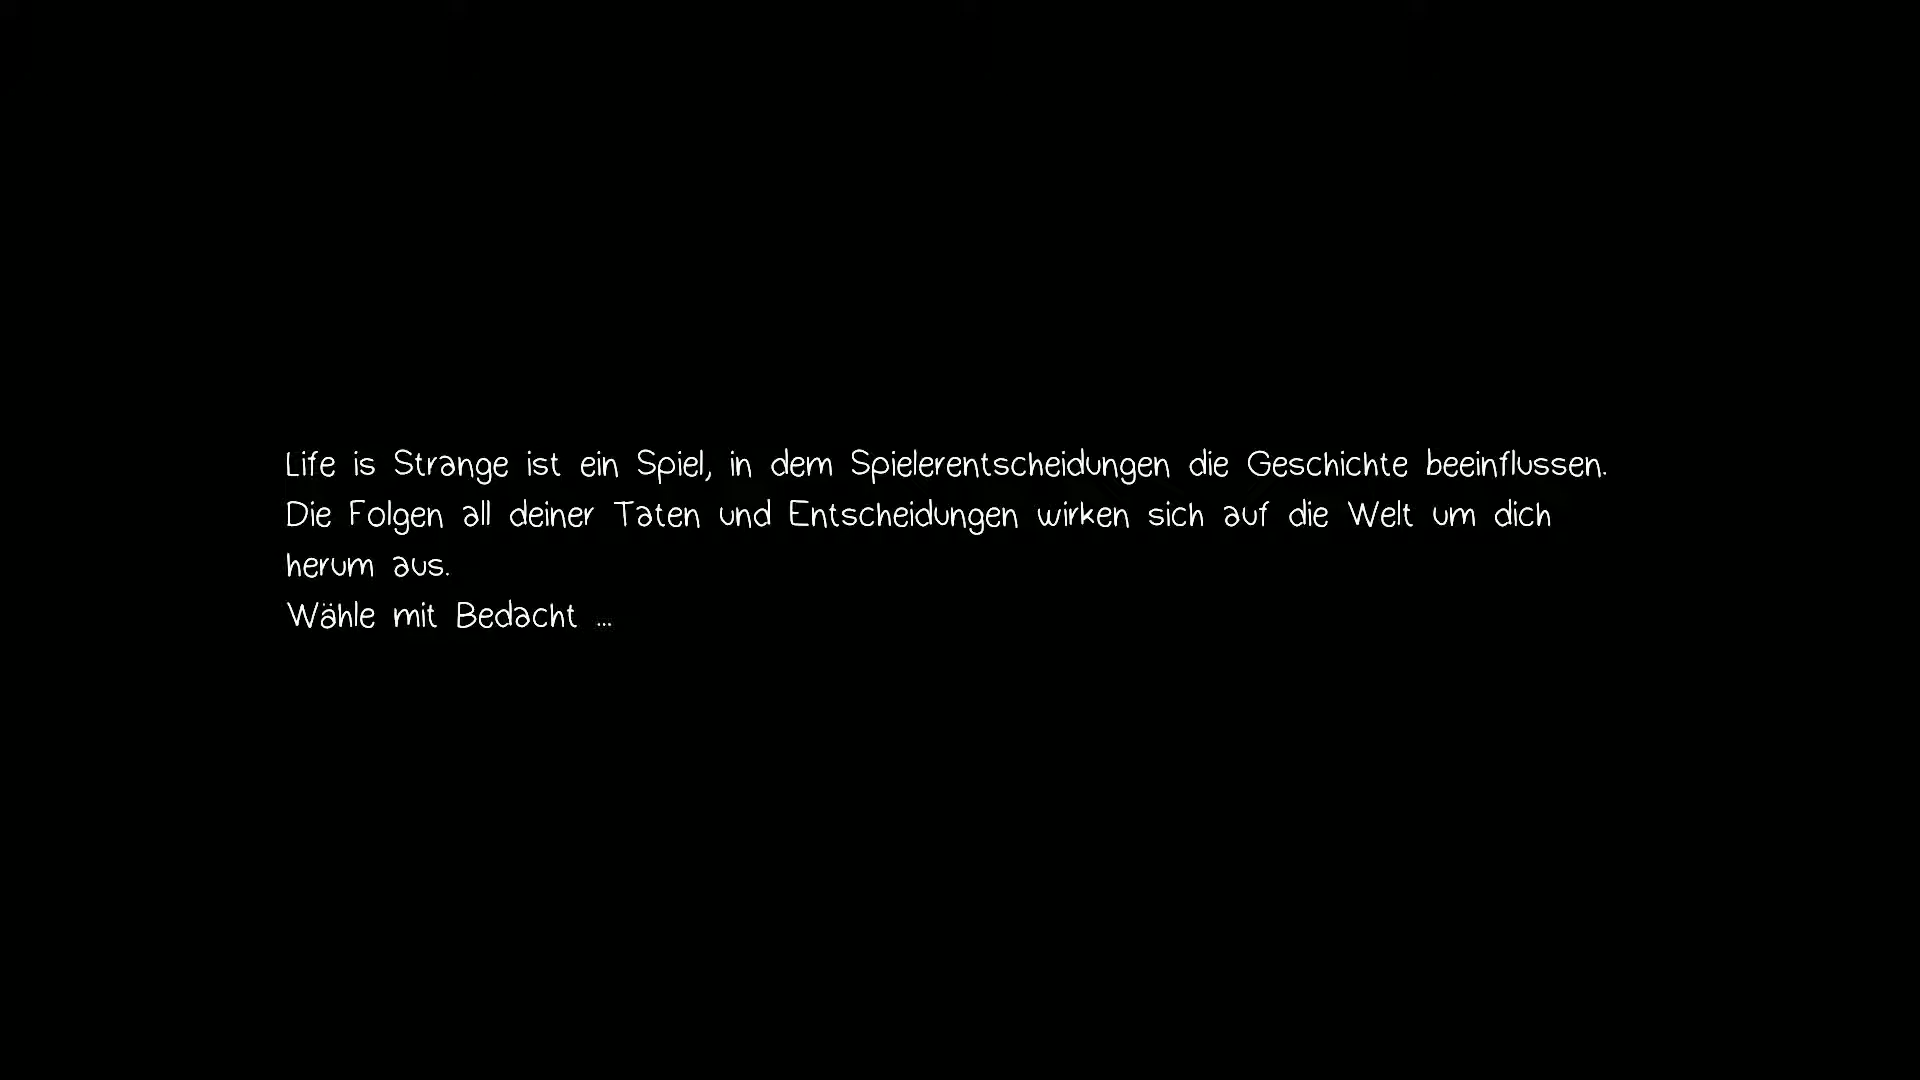 Life is Strange ist ein Spiel, in dem Spielerentscheidungen die Geschichte beeinflussen.
Die Folgen all deiner Taten und Entscheidungen wirken sich auf die Welt um dich
herum aus.
Wähle mit Bedacht ...